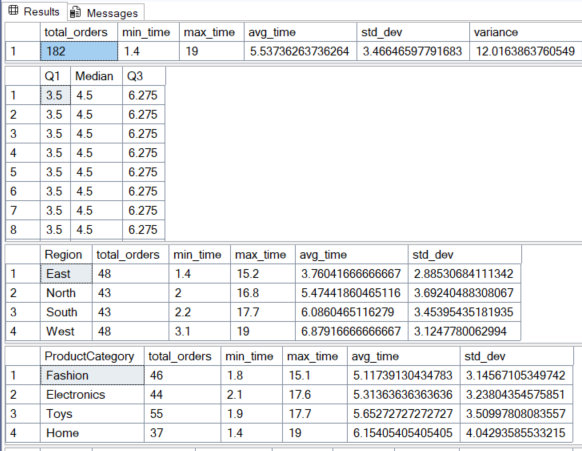 Results Messages
total_orders min_time max_time avg_time std_dev variance
1 182 1.4 19 5.53736263736264 3.46646597791683 12.0163863760549
Q1 Median Q3
1 3.5 4.5 6.275
2 3.5 4.5 6.275
3 3.5 4.5 6.275
4 3.5 4.5 6.275
5 3.5 4.5 6.275
6 3.5 4.5 6.275
7 3.5 4.5 6.275
8 3.5 4.5 6.275
Region total_orders min_time max_time avg_time std_dev
1 East 48 1.4 15.2 3.76041666666667 2.88530684111342
2 North 43 2 16.8 5.47441860465116 3.69240488308067
3 South 43 2.2 17.7 6.0860465116279 3.45395435181935
4 West 48 3.1 19 6.87916666666667 3.1247780062994
ProductCategory total_orders min_time max_time avg_time std_dev
1 Fashion 46 1.8 15.1 5.11739130434783 3.14567105349742
2 Electronics 44 2.1 17.6 5.31363636363636 3.23804354575851
3 Toys 55 1.9 17.7 5.65272727272727 3.50997808083557
4 Home 37 1.4 19 6.15405405405405 4.04293585533215